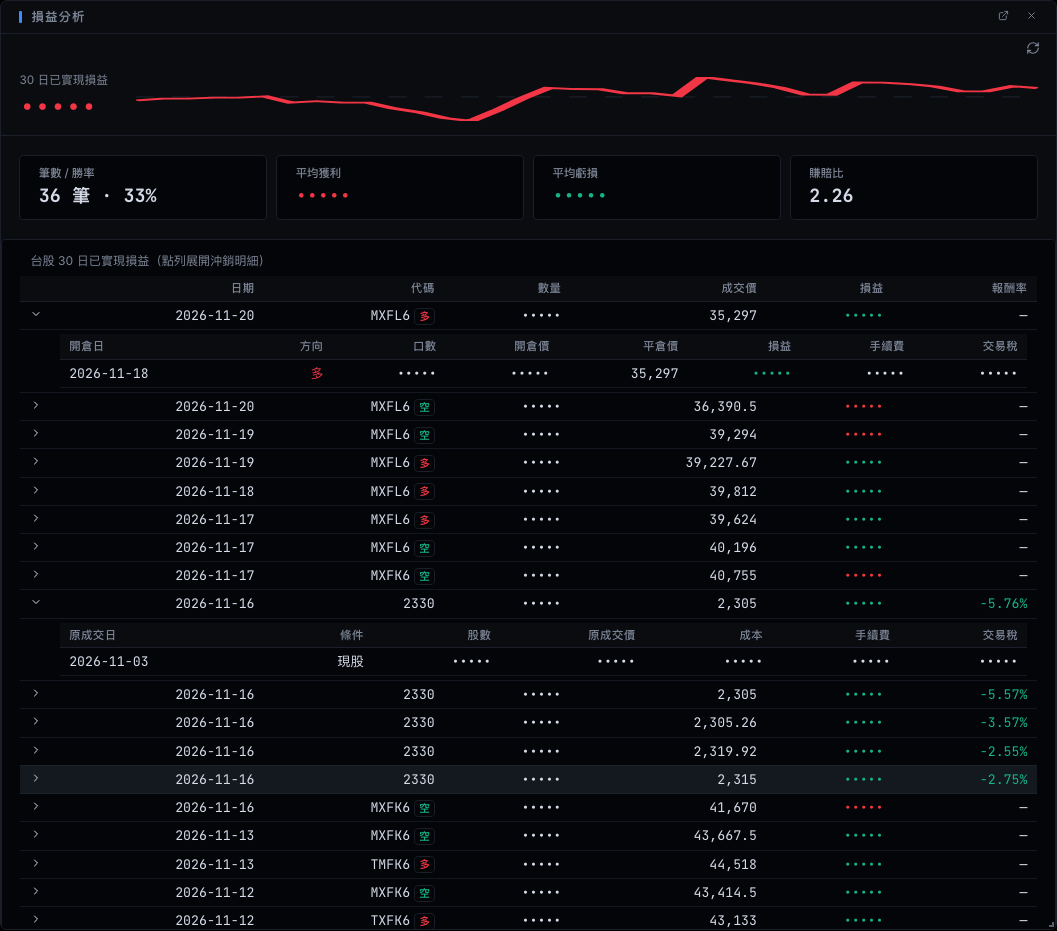 損益分析
30 日已實現損益
•••••
筆數 / 勝率
36 筆 · 33%
平均獲利
•••••
平均虧損
•••••
賺賠比
2.26
台股 30 日已實現損益 (點列展開沖銷明細)
日期 代碼 數量 成交價 損益 報酬率
2026-11-20 MXFL6 多 ••••• 35,297 ••••• —
開倉日 方向 口數 開倉價 平倉價 損益 手續費 交易稅
2026-11-18 多 ••••• ••••• 35,297 ••••• ••••• •••••
2026-11-20 MXFL6 空 ••••• 36,390.5 ••••• —
2026-11-19 MXFL6 空 ••••• 39,294 ••••• —
2026-11-19 MXFL6 多 ••••• 39,227.67 ••••• —
2026-11-18 MXFL6 多 ••••• 39,812 ••••• —
2026-11-17 MXFL6 多 ••••• 39,624 ••••• —
2026-11-17 MXFL6 空 ••••• 40,196 ••••• —
2026-11-17 MXFK6 空 ••••• 40,755 ••••• —
2026-11-16 2330 ••••• 2,305 ••••• -5.76%
原成交日 條件 股數 原成交價 成本 手續費 交易稅
2026-11-03 現股 ••••• ••••• ••••• ••••• •••••
2026-11-16 2330 ••••• 2,305 ••••• -5.57%
2026-11-16 2330 ••••• 2,305.26 ••••• -3.57%
2026-11-16 2330 ••••• 2,319.92 ••••• -2.55%
2026-11-16 2330 ••••• 2,315 ••••• -2.75%
2026-11-16 MXFK6 空 ••••• 41,670 ••••• —
2026-11-13 MXFK6 空 ••••• 43,667.5 ••••• —
2026-11-13 TMFK6 多 ••••• 44,518 ••••• —
2026-11-12 MXFK6 空 ••••• 43,414.5 ••••• —
2026-11-12 TXFK6 多 ••••• 43,133 ••••• —